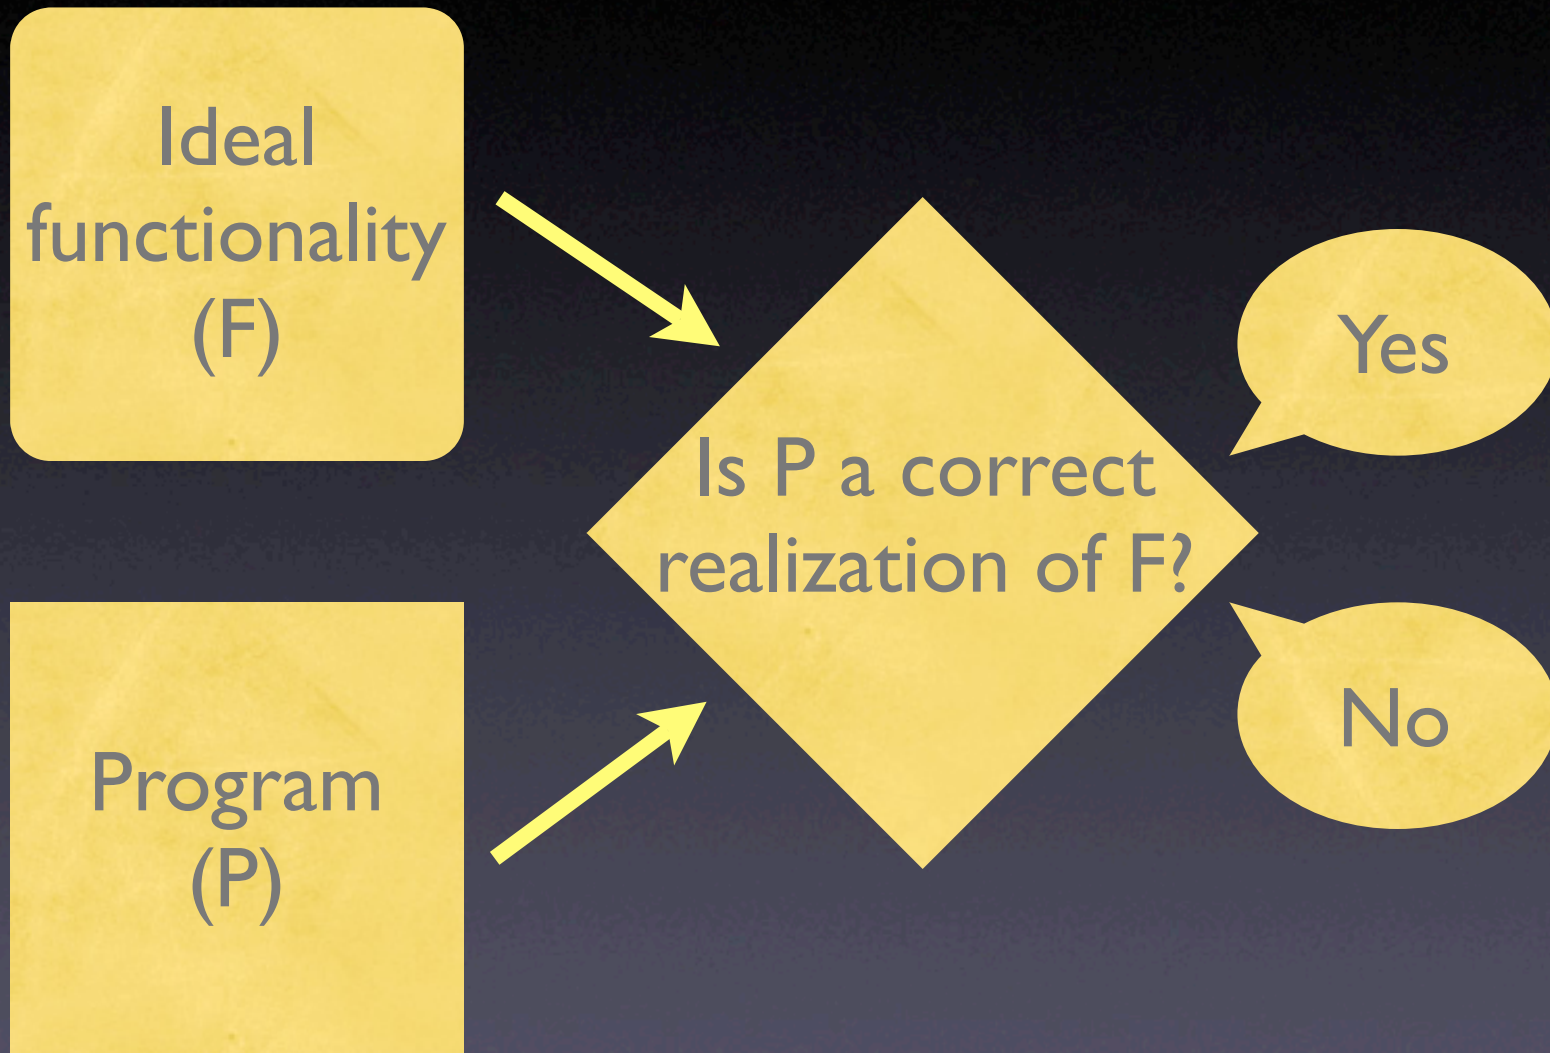 Ideal
functionality
(F)
Program
(P)
Is P a correct
realization of F?
Yes
No